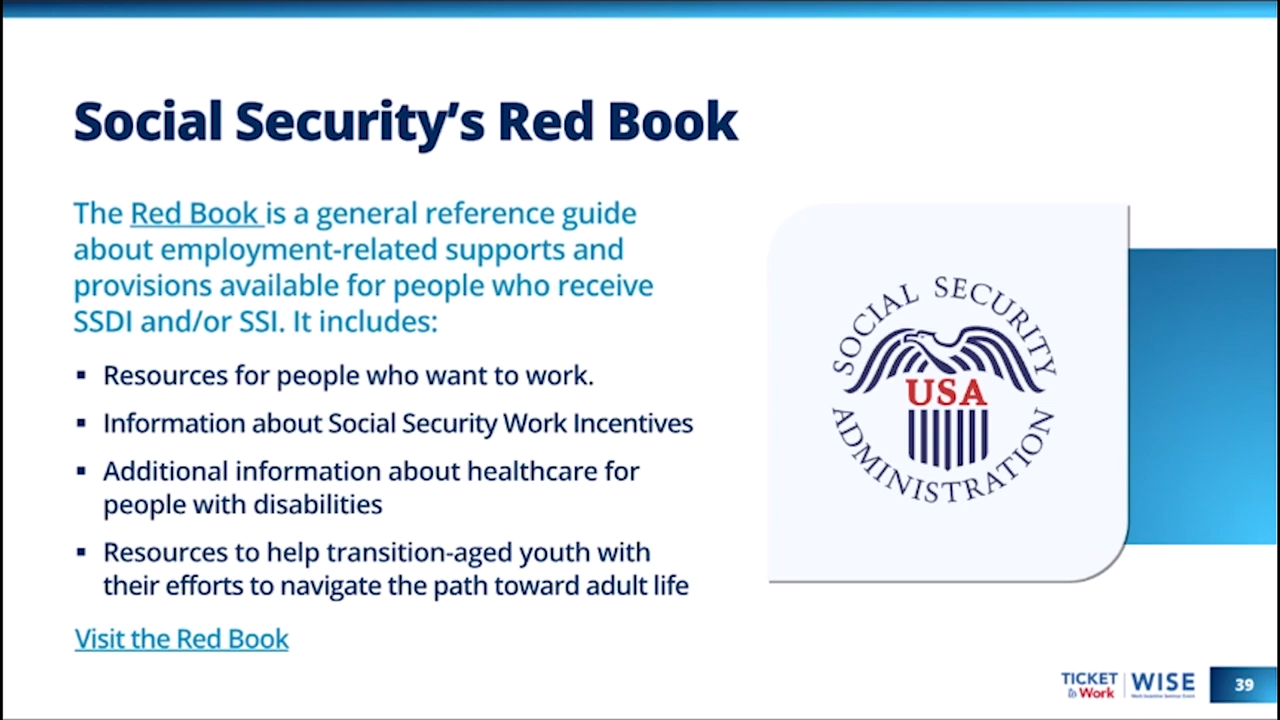 Social Security's Red Book
The Red Book is a general reference guide
about employment-related supports and
provisions available for people who receive
SSDI and/or SSI. It includes:
▪ Resources for people who want to work.
▪ Information about Social Security Work Incentives
▪ Additional information about healthcare for
people with disabilities
▪ Resources to help transition-aged youth with
their efforts to navigate the path toward adult life
Visit the Red Book
SOCIAL SECURITY
USA
ADMINISTRATION
TICKET
to Work
WISE
Work Incentive Seminar Event
39